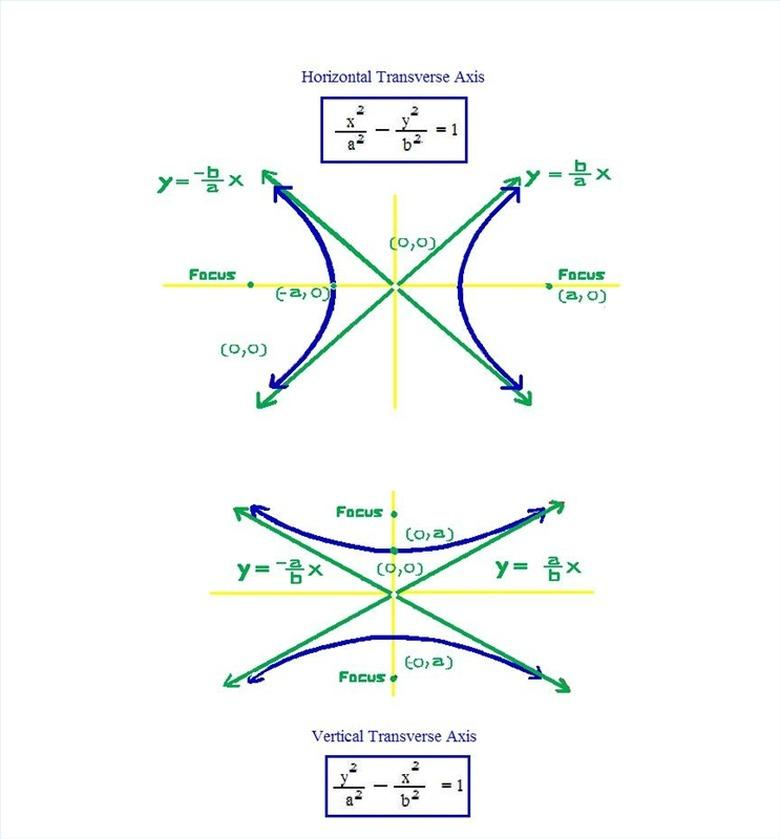 Horizontal Transverse Axis
x²/a² − y²/b² = 1
y = -b/a x
y = b/a x
(0,0)
Focus
Focus
(-a,0)
(a,0)
(0,0)
Focus
(0,a)
y = -a/b x
(0,0)
y = a/b x
(-0,a)
Focus
Vertical Transverse Axis
y²/a² − x²/b² = 1